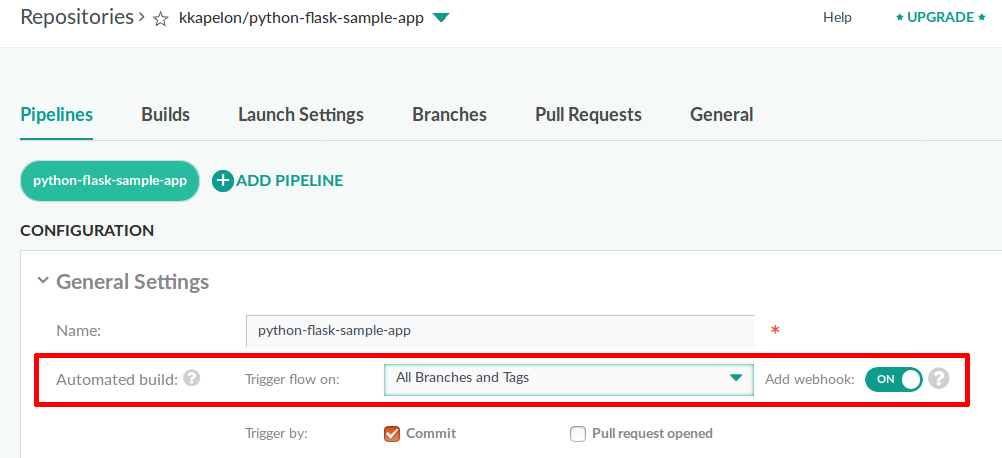 Repositories > ☆ kkapelon/python-flask-sample-app Help ★ UPGRADE ★
Pipelines Builds Launch Settings Branches Pull Requests General
python-flask-sample-app + ADD PIPELINE
CONFIGURATION
General Settings
Name: python-flask-sample-app *
Automated build: ? Trigger flow on: All Branches and Tags Add webhook: ON ?
Trigger by: Commit Pull request opened